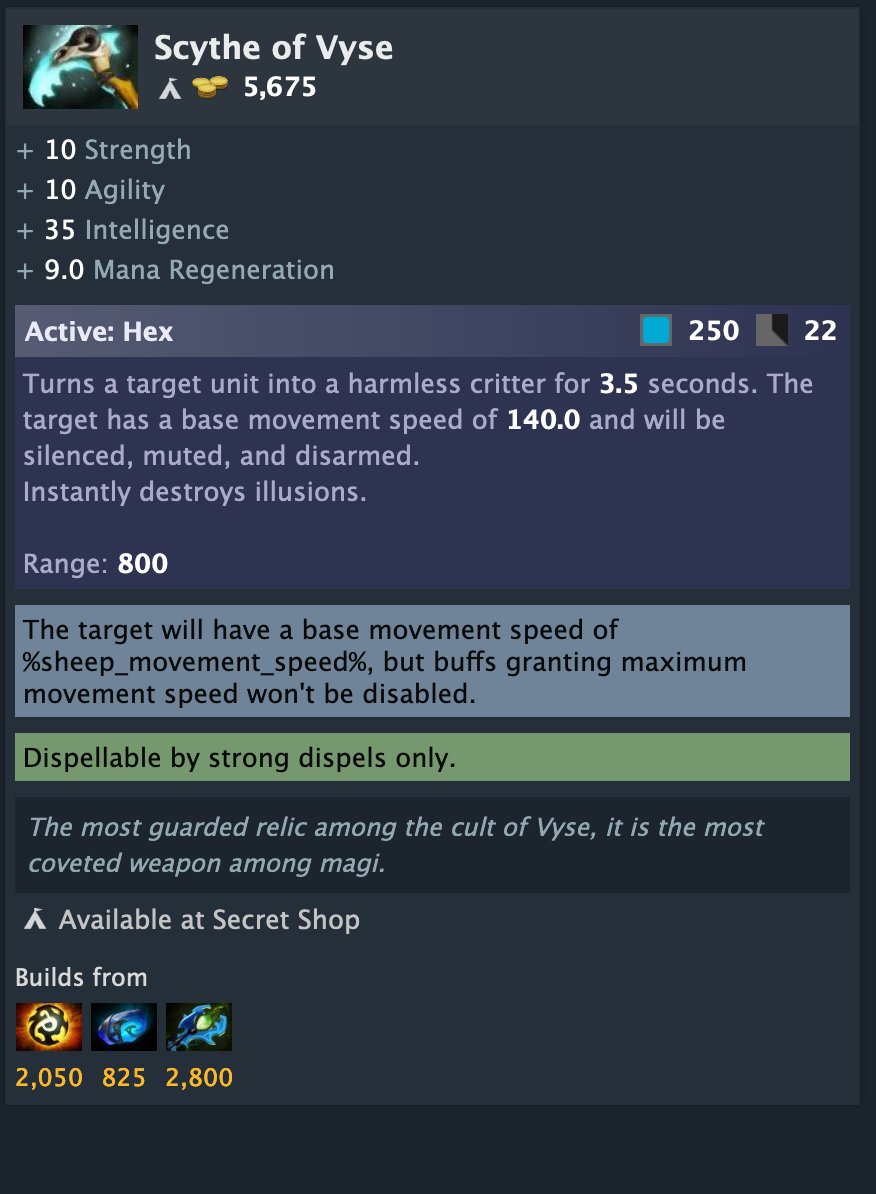 Scythe of Vyse
5,675
+ 10 Strength
+ 10 Agility
+ 35 Intelligence
+ 9.0 Mana Regeneration
Active: Hex 250 22
Turns a target unit into a harmless critter for 3.5 seconds. The
target has a base movement speed of 140.0 and will be
silenced, muted, and disarmed.
Instantly destroys illusions.
Range: 800
The target will have a base movement speed of
%sheep_movement_speed%, but buffs granting maximum
movement speed won't be disabled.
Dispellable by strong dispels only.
The most guarded relic among the cult of Vyse, it is the most
coveted weapon among magi.
Available at Secret Shop
Builds from
2,050 825 2,800